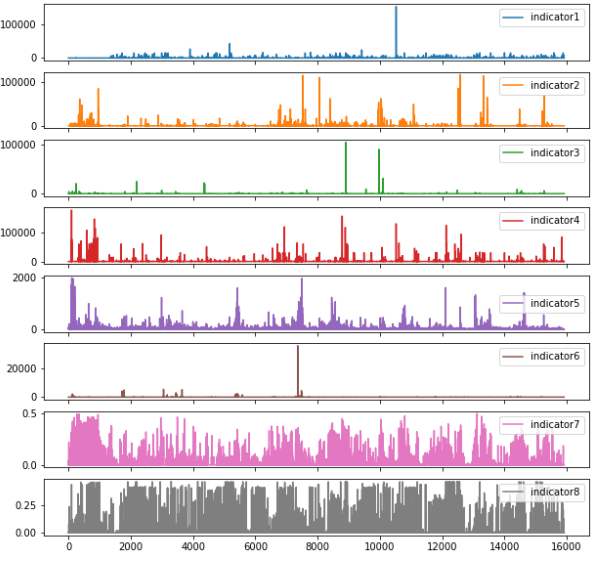 100000
0
indicator1
100000
0
indicator2
100000
0
indicator3
100000
0
indicator4
2000
0
indicator5
20000
0
indicator6
0.5
0.0
indicator7
0.25
0.00
indicator8
0 2000 4000 6000 8000 10000 12000 14000 16000